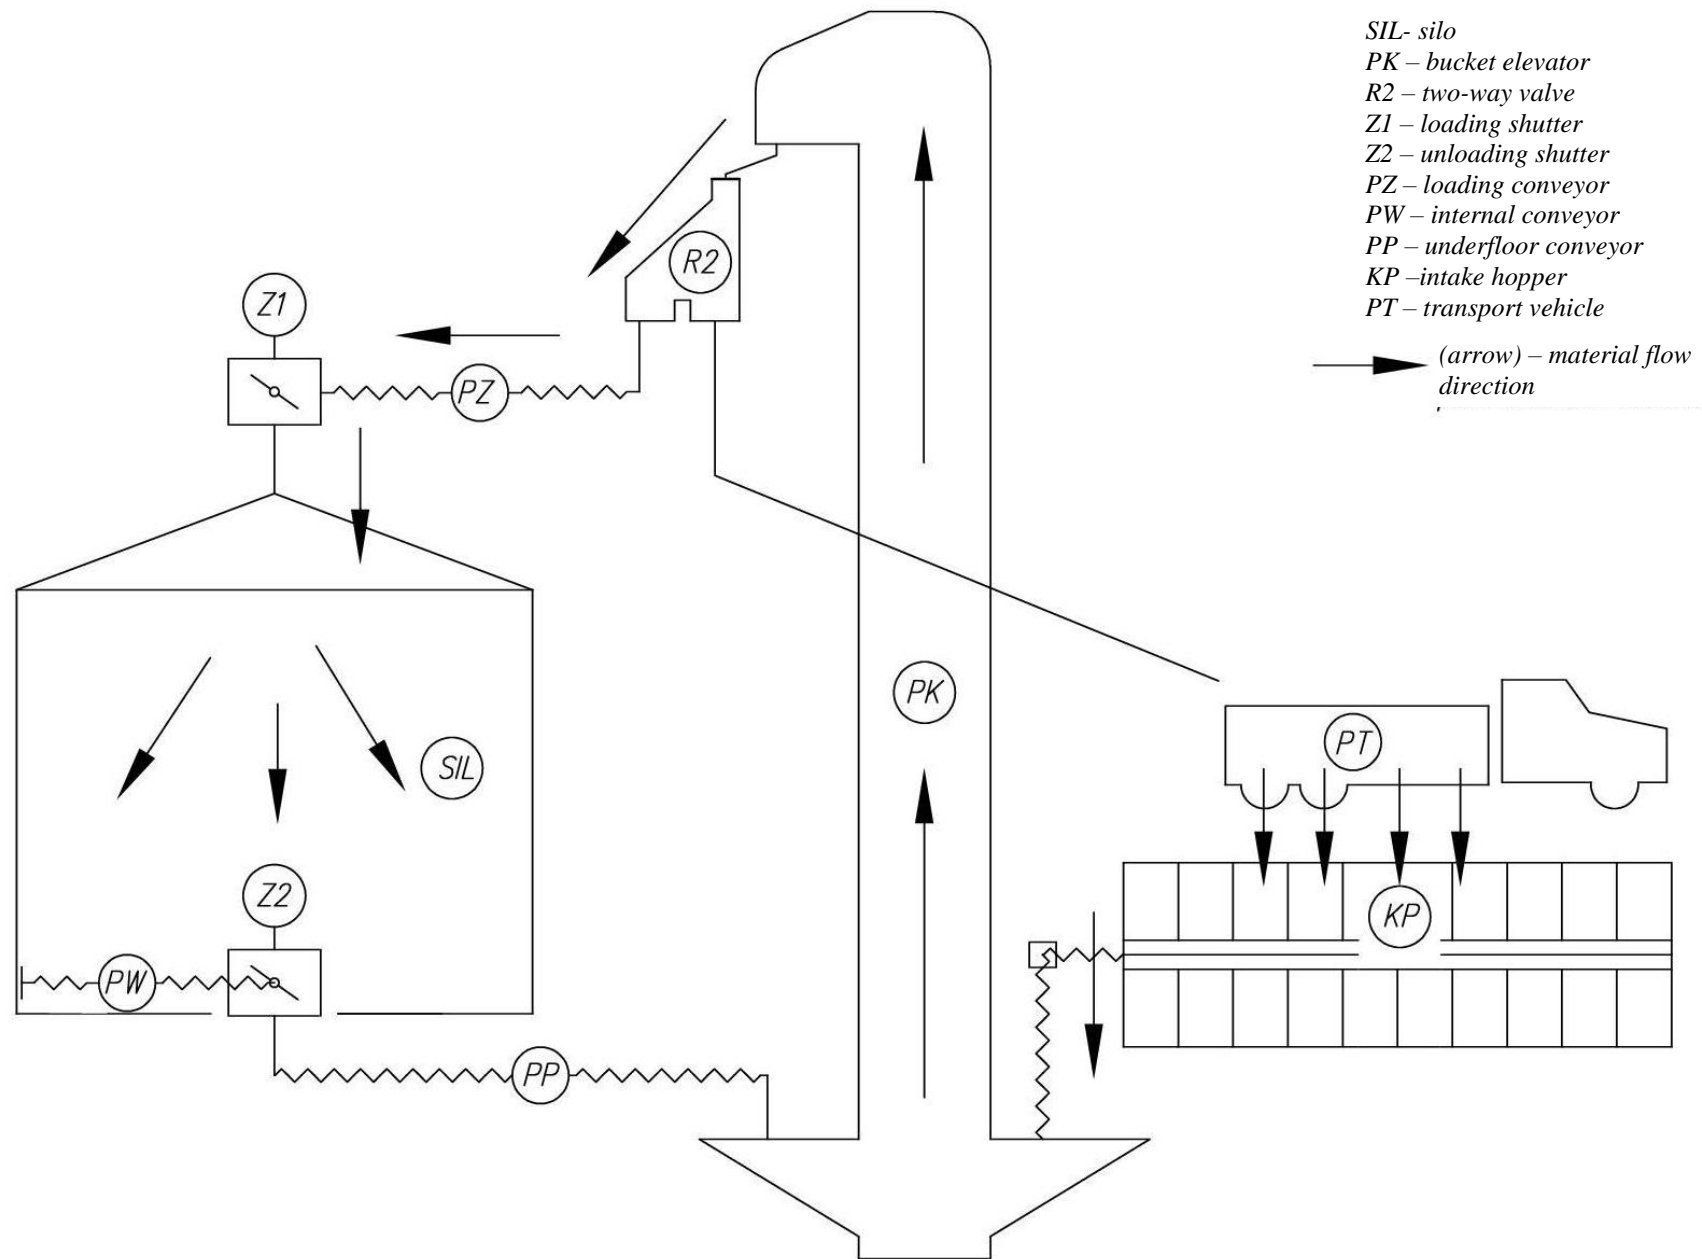 SIL- silo
PK – bucket elevator
R2 – two-way valve
Z1 – loading shutter
Z2 – unloading shutter
PZ – loading conveyor
PW – internal conveyor
PP – underfloor conveyor
KP –intake hopper
PT – transport vehicle
(arrow) – material flow
direction
R2
Z1
PZ
PK
PT
SIL
Z2
KP
PW
PP